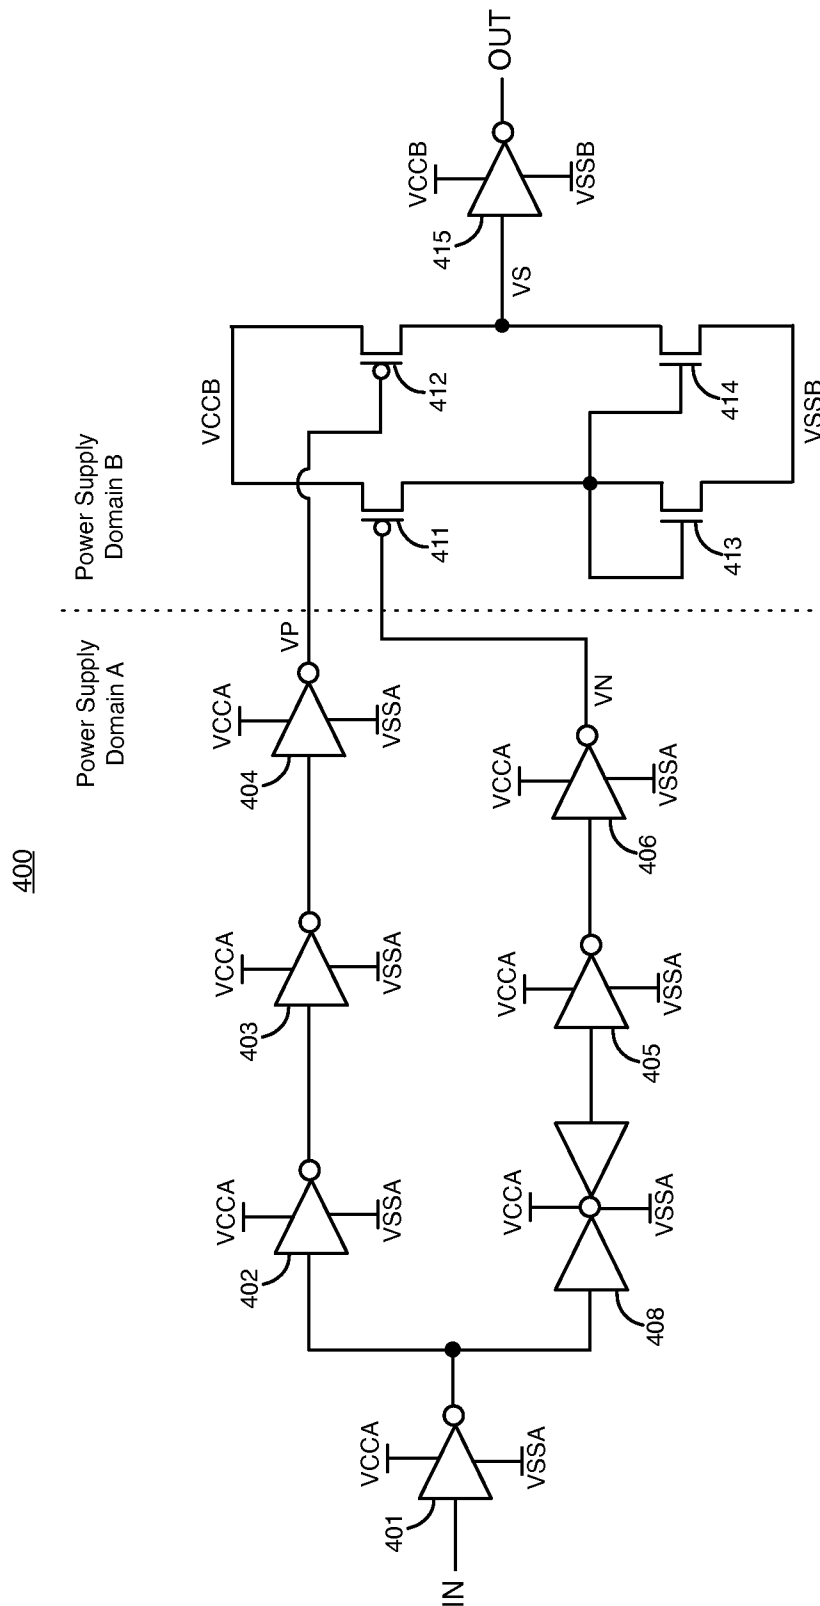 400
Power Supply
Domain A
Power Supply
Domain B
IN
401
VCCA
VSSA
402
VCCA
VSSA
403
VCCA
VSSA
404
VCCA
VSSA
VP
408
VCCA
VSSA
405
VCCA
VSSA
406
VCCA
VSSA
VN
VCCB
411
412
413
414
VSSB
VS
415
VCCB
VSSB
OUT